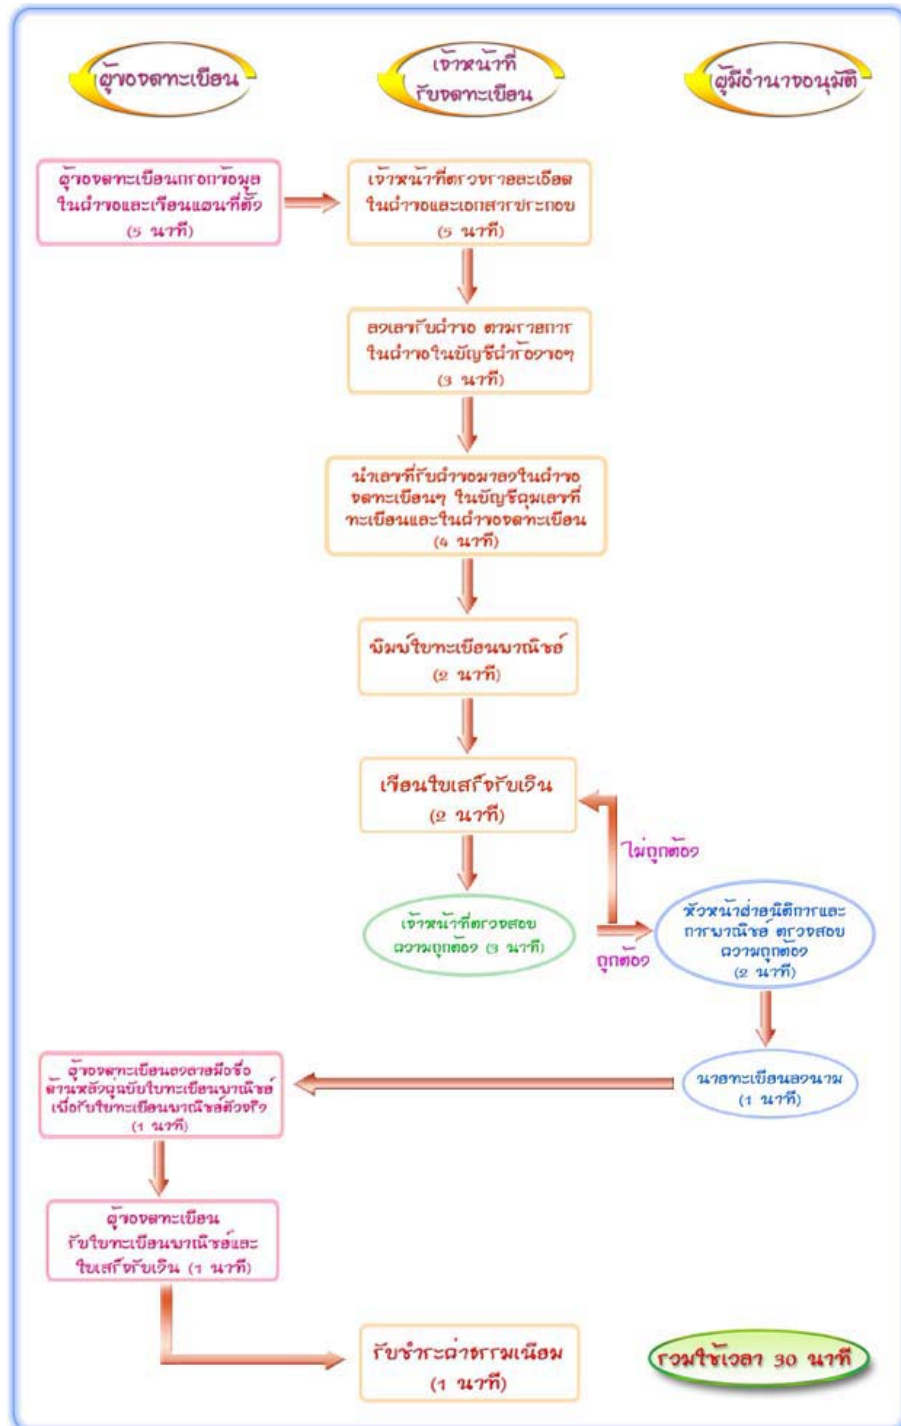 ผู้ขอจดทะเบียน
เจ้าหน้าที่
รับจดทะเบียน
ผู้มีอำนาจอนุมัติ
ผู้ขอจดทะเบียนกรอกข้อมูล
ในคำขอและเขียนแผนที่ตั้ง
(5 นาที)
เจ้าหน้าที่ตรวจรายละเอียด
ในคำขอและเอกสารประกอบ
(5 นาที)
ลงเลขรับคำขอ ตามรายการ
ในคำขอในบัญชีคำร้องขอๆ
(3 นาที)
นำเลขที่รับคำขอมาลงในคำขอ
จดทะเบียนๆ ในบัญชีคุมเลขที่
ทะเบียนและในคำขอจดทะเบียน
(4 นาที)
พิมพ์ใบทะเบียนพาณิชย์
(2 นาที)
เขียนใบเสร็จรับเงิน
(2 นาที)
ไม่ถูกต้อง
เจ้าหน้าที่ตรวจสอบ
ความถูกต้อง (3 นาที)
ถูกต้อง
หัวหน้าฝ่ายนิติการและ
การพาณิชย์ ตรวจสอบ
ความถูกต้อง
(2 นาที)
ผู้ขอจดทะเบียนลงลายมือชื่อ
ด้านหลังคู่ฉบับใบทะเบียนพาณิชย์
เพื่อรับใบทะเบียนพาณิชย์ตัวจริง
(1 นาที)
นายทะเบียนลงนาม
(1 นาที)
ผู้ขอจดทะเบียน
รับใบทะเบียนพาณิชย์และ
ใบเสร็จรับเงิน (1 นาที)
รับชำระค่าธรรมเนียม
(1 นาที)
รวมใช้เวลา 30 นาที